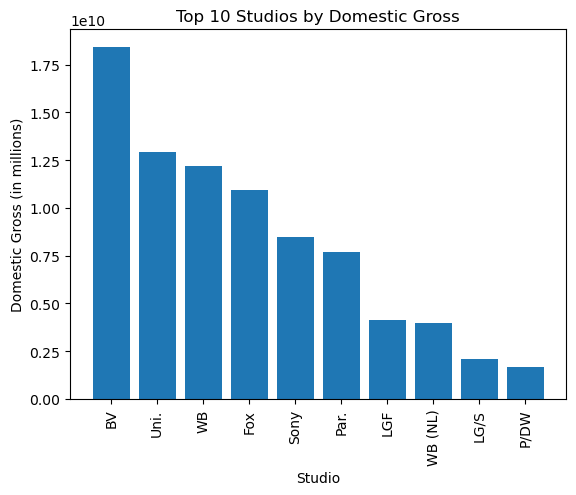 Top 10 Studios by Domestic Gross
1e10
1.75
1.50
1.25
1.00
0.75
0.50
0.25
0.00
Domestic Gross (in millions)
BV
Uni.
WB
Fox
Sony
Par.
LGF
WB (NL)
LG/S
P/DW
Studio